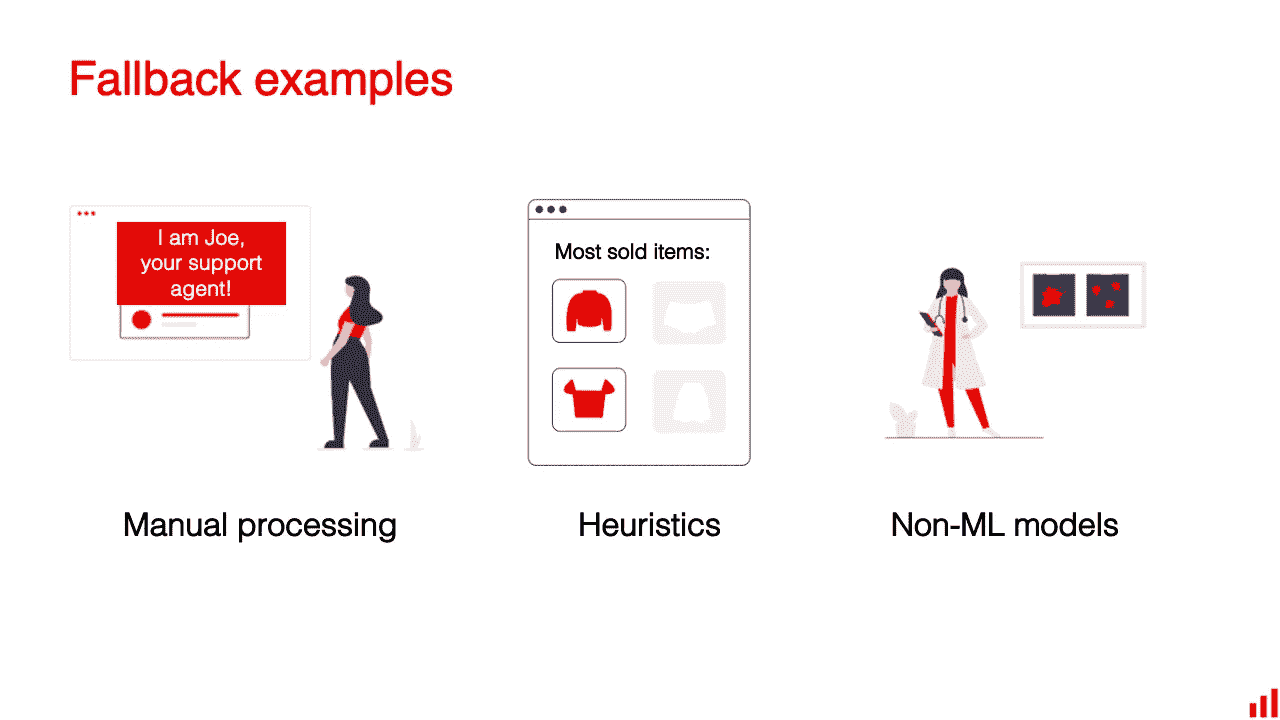 Fallback examples
I am Joe,
your support
agent!
Most sold items:
Manual processing
Heuristics
Non-ML models